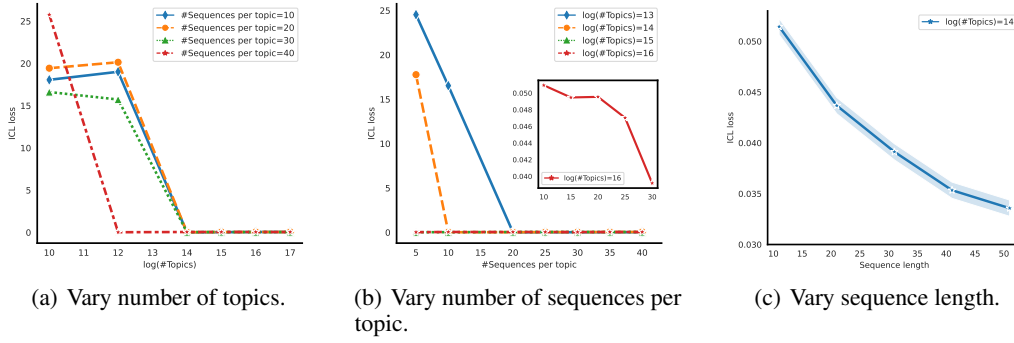 #Sequences per topic=10
#Sequences per topic=20
#Sequences per topic=30
#Sequences per topic=40
ICL loss
25
20
15
10
5
0
10 11 12 13 14 15 16 17
log(#Topics)
(a) Vary number of topics.
log(#Topics)=13
log(#Topics)=14
log(#Topics)=15
log(#Topics)=16
ICL loss
25
20
15
10
5
0
0.050
0.048
0.046
0.044
0.042
0.040
log(#Topics)=16
10 15 20 25 30
5 10 15 20 25 30 35 40
#Sequences per topic
(b) Vary number of sequences per
topic.
log(#Topics)=14
ICL loss
0.050
0.045
0.040
0.035
0.030
10 15 20 25 30 35 40 45 50
Sequence length
(c) Vary sequence length.